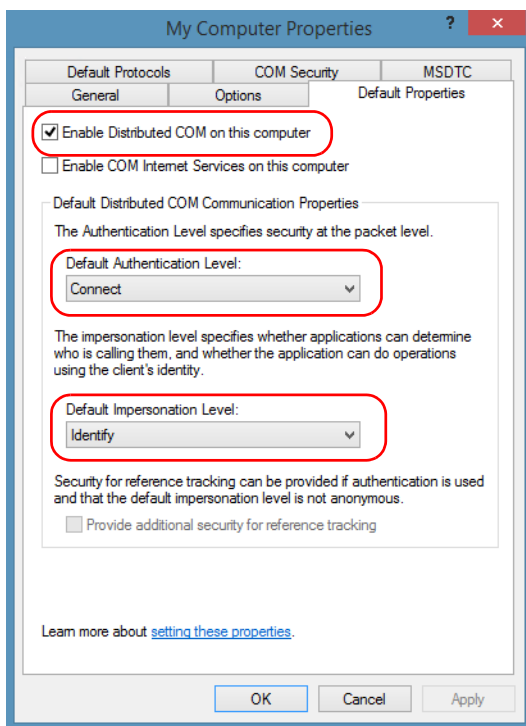 My Computer Properties
?
×
Default Protocols
COM Security
MSDTC
General
Options
Default Properties
Enable Distributed COM on this computer
Enable COM Internet Services on this computer
Default Distributed COM Communication Properties
The Authentication Level specifies security at the packet level.
Default Authentication Level:
Connect
The impersonation level specifies whether applications can determine
who is calling them, and whether the application can do operations
using the client's identity.
Default Impersonation Level:
Identify
Security for reference tracking can be provided if authentication is used
and that the default impersonation level is not anonymous.
Provide additional security for reference tracking
Learn more about setting these properties.
OK
Cancel
Apply